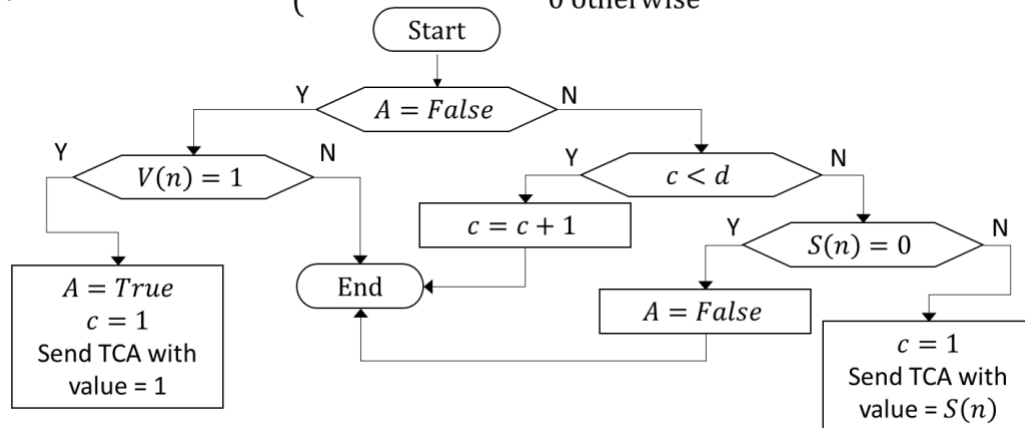 0 otherwise
Start
Y
A = False
N
Y
V(n) = 1
N
Y
c < d
N
c = c + 1
Y
S(n) = 0
N
A = True
c = 1
Send TCA with
value = 1
End
A = False
c = 1
Send TCA with
value = S(n)